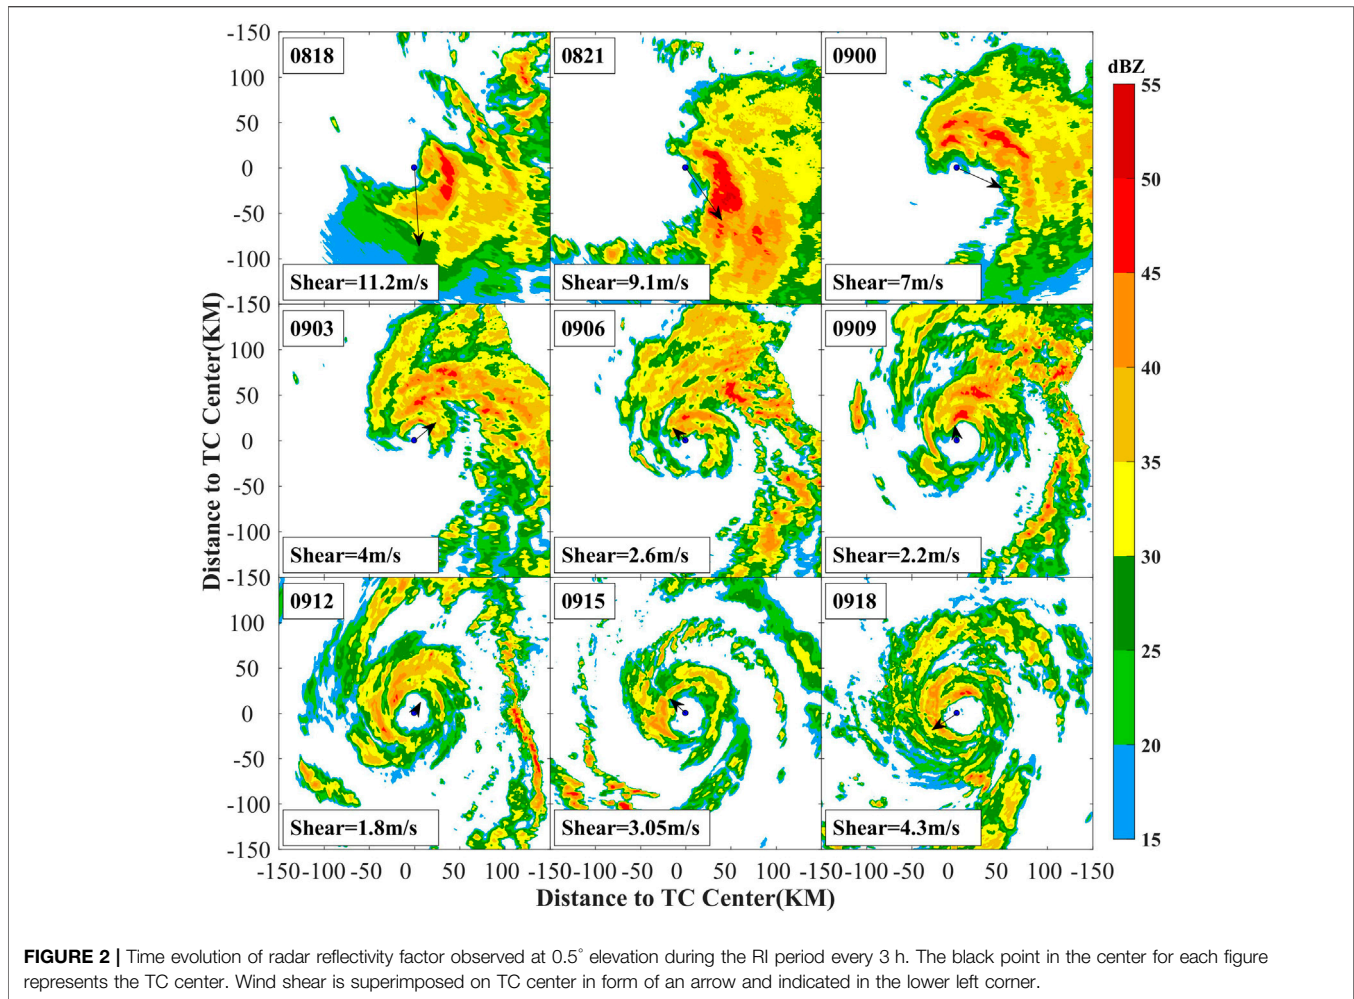 -150
100
50
0
-50
-100
-150
100
50
0
-50
-100
-150
100
50
0
-50
-100
-150
Distance to TC Center(KM)
0818
0821
0900
Shear=11.2m/s
Shear=9.1m/s
Shear=7m/s
0903
0906
0909
Shear=4m/s
Shear=2.6m/s
Shear=2.2m/s
0912
0915
0918
Shear=1.8m/s
Shear=3.05m/s
Shear=4.3m/s
-150 -100 -50 0 50 100 -150 -100 -50 0 50 100 -150
dBZ
55
50
45
40
35
30
25
20
15
-150-100 0 50 -150-100 0 50 -150-100 0 50 -150
Distance to TC Center(KM)
FIGURE 2 | Time evolution of radar reflectivity factor observed at 0.5° elevation during the RI period every 3 h. The black point in the center for each figure
represents the TC center. Wind shear is superimposed on TC center in form of an arrow and indicated in the lower left corner.